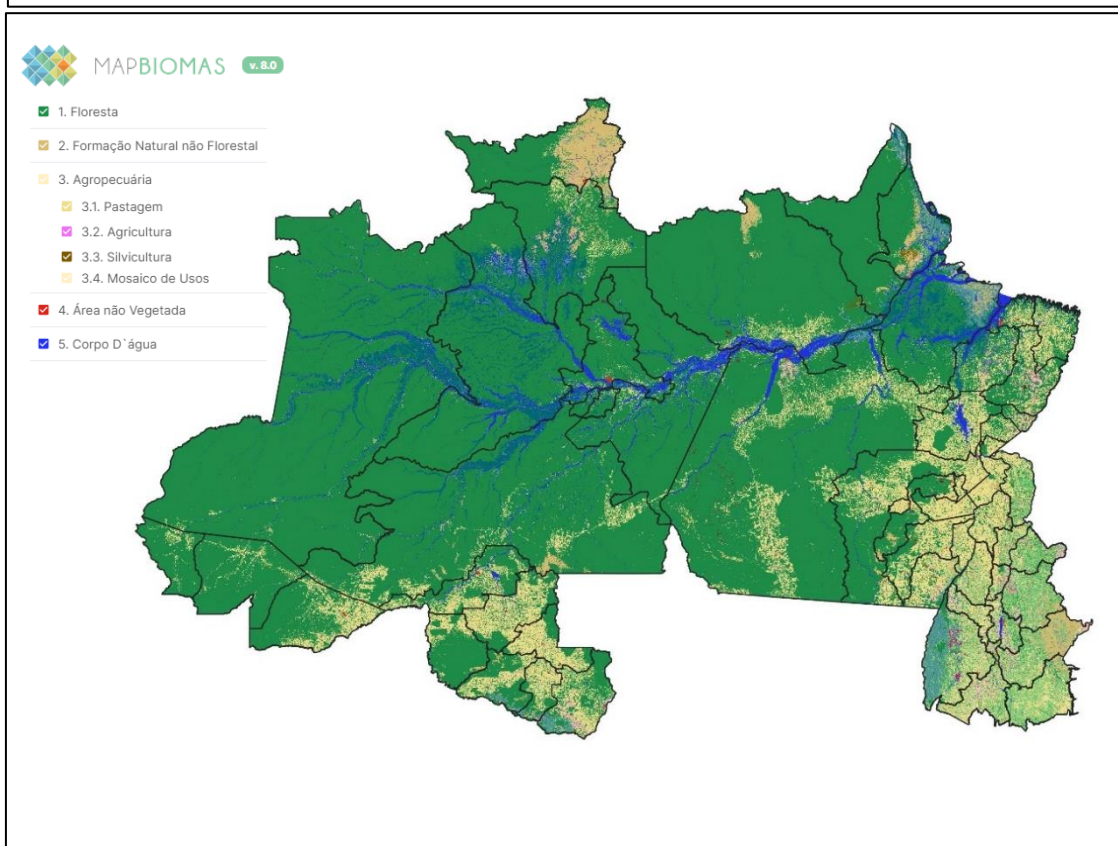 MAPBIOMAS v. 8.0
1. Floresta
2. Formação Natural não Florestal
3. Agropecuária
3.1. Pastagem
3.2. Agricultura
3.3. Silvicultura
3.4. Mosaico de Usos
4. Área não Vegetada
5. Corpo D`água